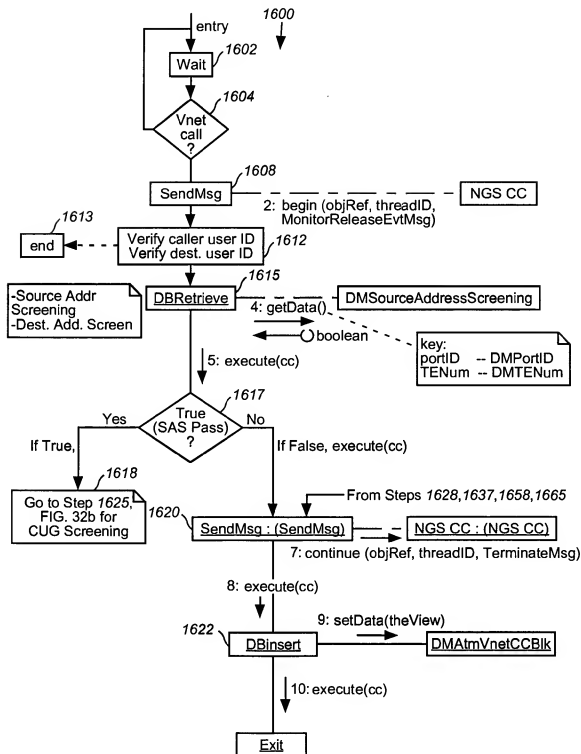 entry
1600
1602
Wait
1604
Vnet
call
?
1608
SendMsg
NGS CC
2: begin (objRef, threadID,
MonitorReleaseEvtMsg)
1613
end
Verify caller user ID
Verify dest. user ID
1612
1615
-Source Addr
Screening
-Dest. Add. Screen
DBRetrieve
DMSourceAddressScreening
4: getData()
boolean
key:
portID -- DMPortID
TENum -- DMTENum
5: execute(cc)
1617
Yes
True
(SAS Pass)
?
No
If True,
If False, execute(cc)
1618
Go to Step 1625,
FIG. 32b for
CUG Screening
From Steps 1628,1637,1658,1665
1620
SendMsg : (SendMsg)
NGS CC : (NGS CC)
7: continue (objRef, threadID, TerminateMsg)
8: execute(cc)
1622
9: setData(theView)
DBinsert
DMAtmVnetCCBlk
10: execute(cc)
Exit